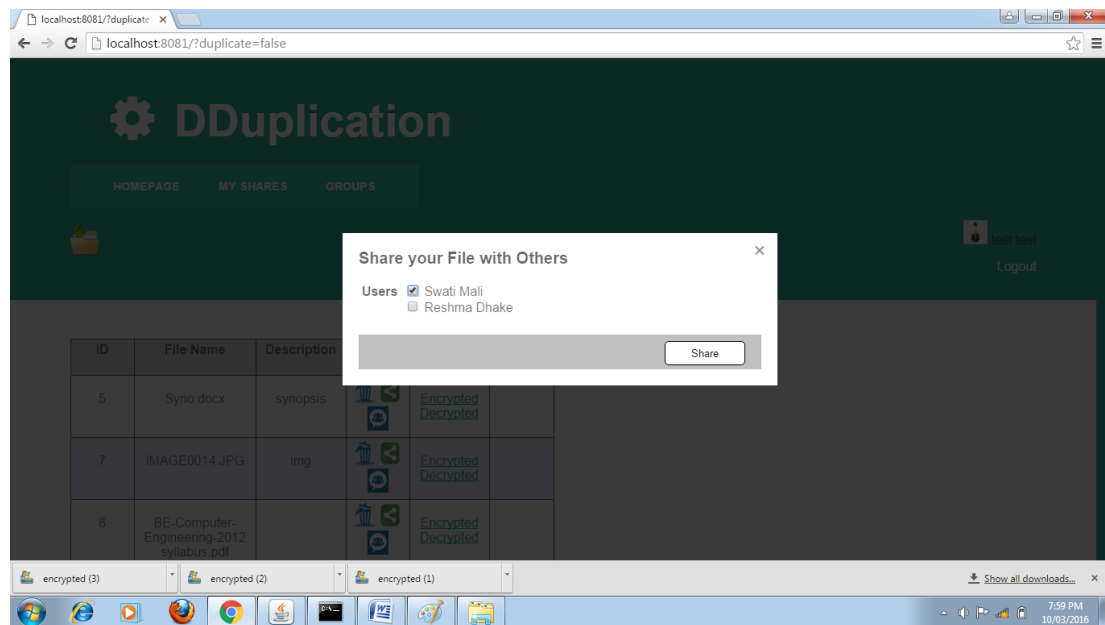 localhost:8081/?duplicate
localhost:8081/?duplicate=false
DDuplication
HOMEPAGE MY SHARES GROUPS
test test
Logout
Share your File with Others ×
Users Swati Mali
Reshma Dhake
Share
ID File Name Description
5 Syno.docx synopsis Encrypted
Decrypted
7 IMAGE0014.JPG img Encrypted
Decrypted
8 BE-Computer- Encrypted
Engineering-2012 Decrypted
syllabus.pdf
encrypted (3) encrypted (2) encrypted (1) Show all downloads...
7:59 PM
10/03/2016